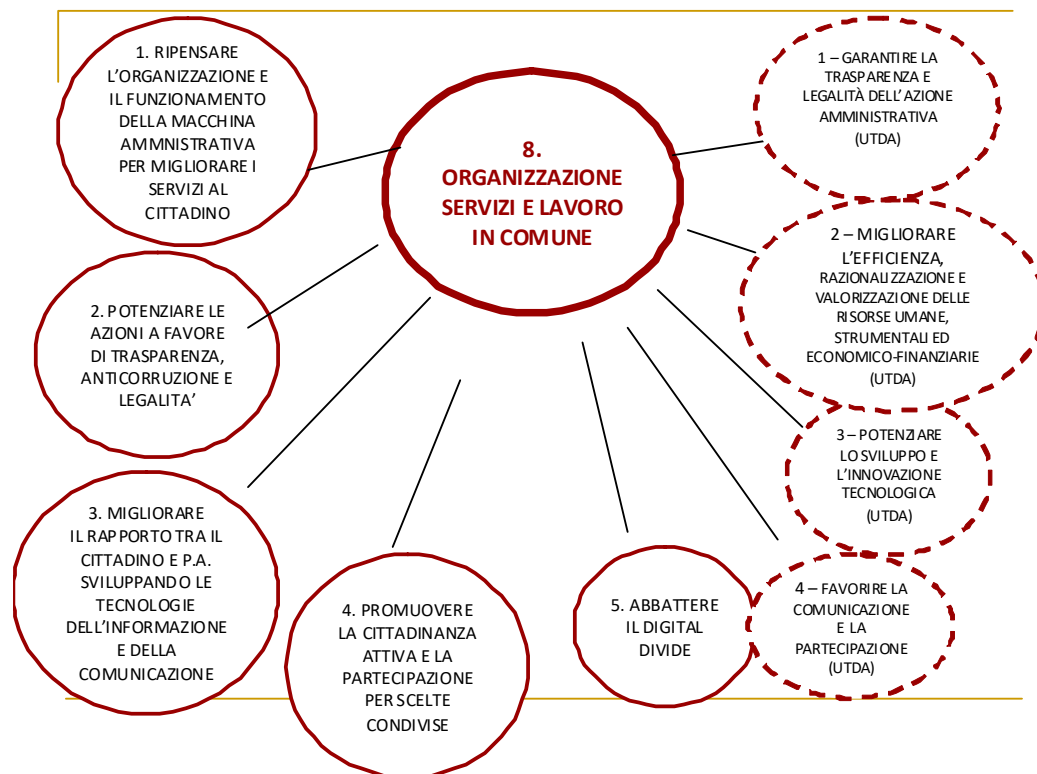 8.
ORGANIZZAZIONE
SERVIZI E LAVORO
IN COMUNE
1. RIPENSARE
L'ORGANIZZAZIONE E
IL FUNZIONAMENTO
DELLA MACCHINA
AMMNISTRATIVA
PER MIGLIORARE I
SERVIZI AL
CITTADINO
2. POTENZIARE LE
AZIONI A FAVORE
DI TRASPARENZA,
ANTICORRUZIONE E
LEGALITA'
3. MIGLIORARE
IL RAPPORTO TRA IL
CITTADINO E P.A.
SVILUPPANDO LE
TECNOLOGIE
DELL'INFORMAZIONE
E DELLA
COMUNICAZIONE
4. PROMUOVERE
LA CITTADINANZA
ATTIVA E LA
PARTECIPAZIONE
PER SCELTE
CONDIVISE
5. ABBATTERE
IL DIGITAL
DIVIDE
1 – GARANTIRE LA
TRASPARENZA E
LEGALITÀ DELL'AZIONE
AMMINISTRATIVA
(UTDA)
2 – MIGLIORARE
L'EFFICIENZA,
RAZIONALIZZAZIONE E
VALORIZZAZIONE DELLE
RISORSE UMANE,
STRUMENTALI ED
ECONOMICO-FINANZIARIE
(UTDA)
3 – POTENZIARE
LO SVILUPPO E
L'INNOVAZIONE
TECNOLOGICA
(UTDA)
4 – FAVORIRE LA
COMUNICAZIONE
E LA
PARTECIPAZIONE
(UTDA)